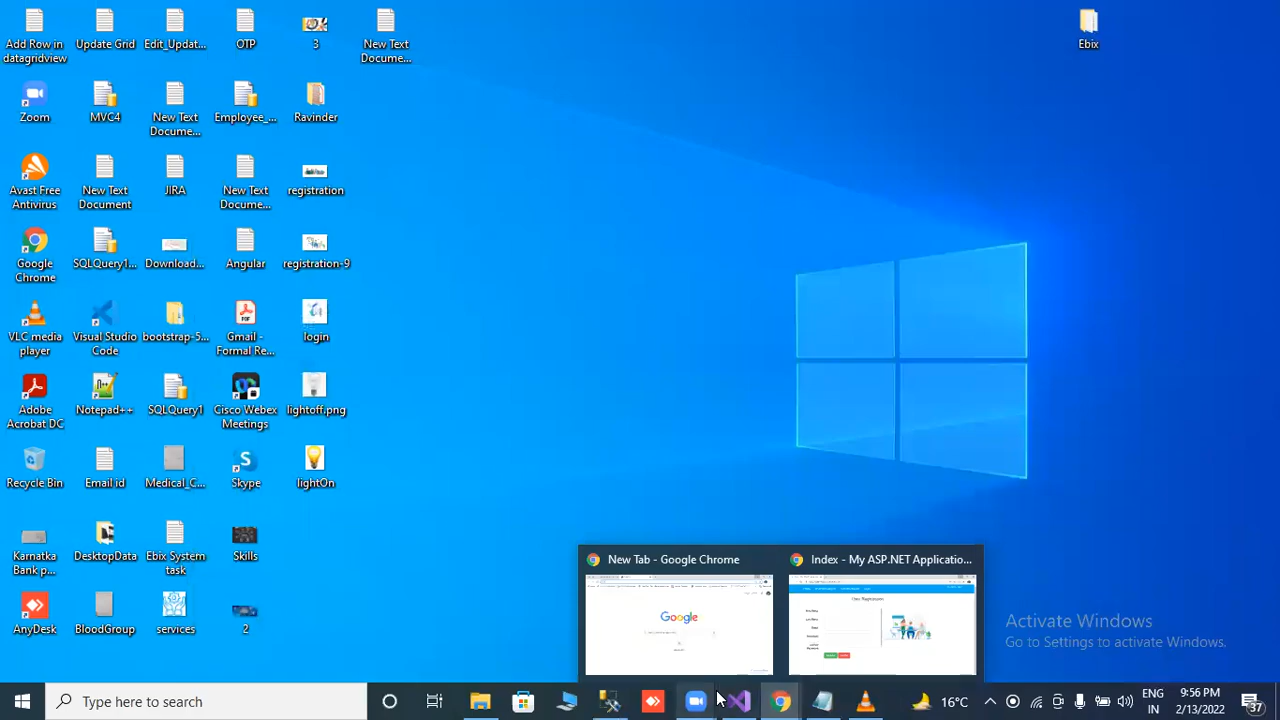 Add Row in
datagridview
Update Grid
Edit_Updat...
OTP
3
New Text
Docume...
Ebix
Zoom
MVC4
New Text
Docume...
Employee_...
Ravinder
Avast Free
Antivirus
New Text
Document
JIRA
New Text
Docume...
registration
Google
Chrome
SQLQuery1...
Download...
Angular
registration-9
VLC media
player
Visual Studio
Code
bootstrap-5...
Gmail -
Formal Re...
login
Adobe
Acrobat DC
Notepad++
SQLQuery1
Cisco Webex
Meetings
lightoff.png
Recycle Bin
Email id
Medical_C...
Skype
lightOn
Karnatka
Bank p...
DesktopData
Ebix System
task
Skills
AnyDesk
BloodGroup
services
2
New Tab - Google Chrome
Index - My ASP.NET Applicatio...
Google
Activate Windows
Go to Settings to activate Windows.
Type here to search
16°C
ENG
IN
9:56 PM
2/13/2022
37